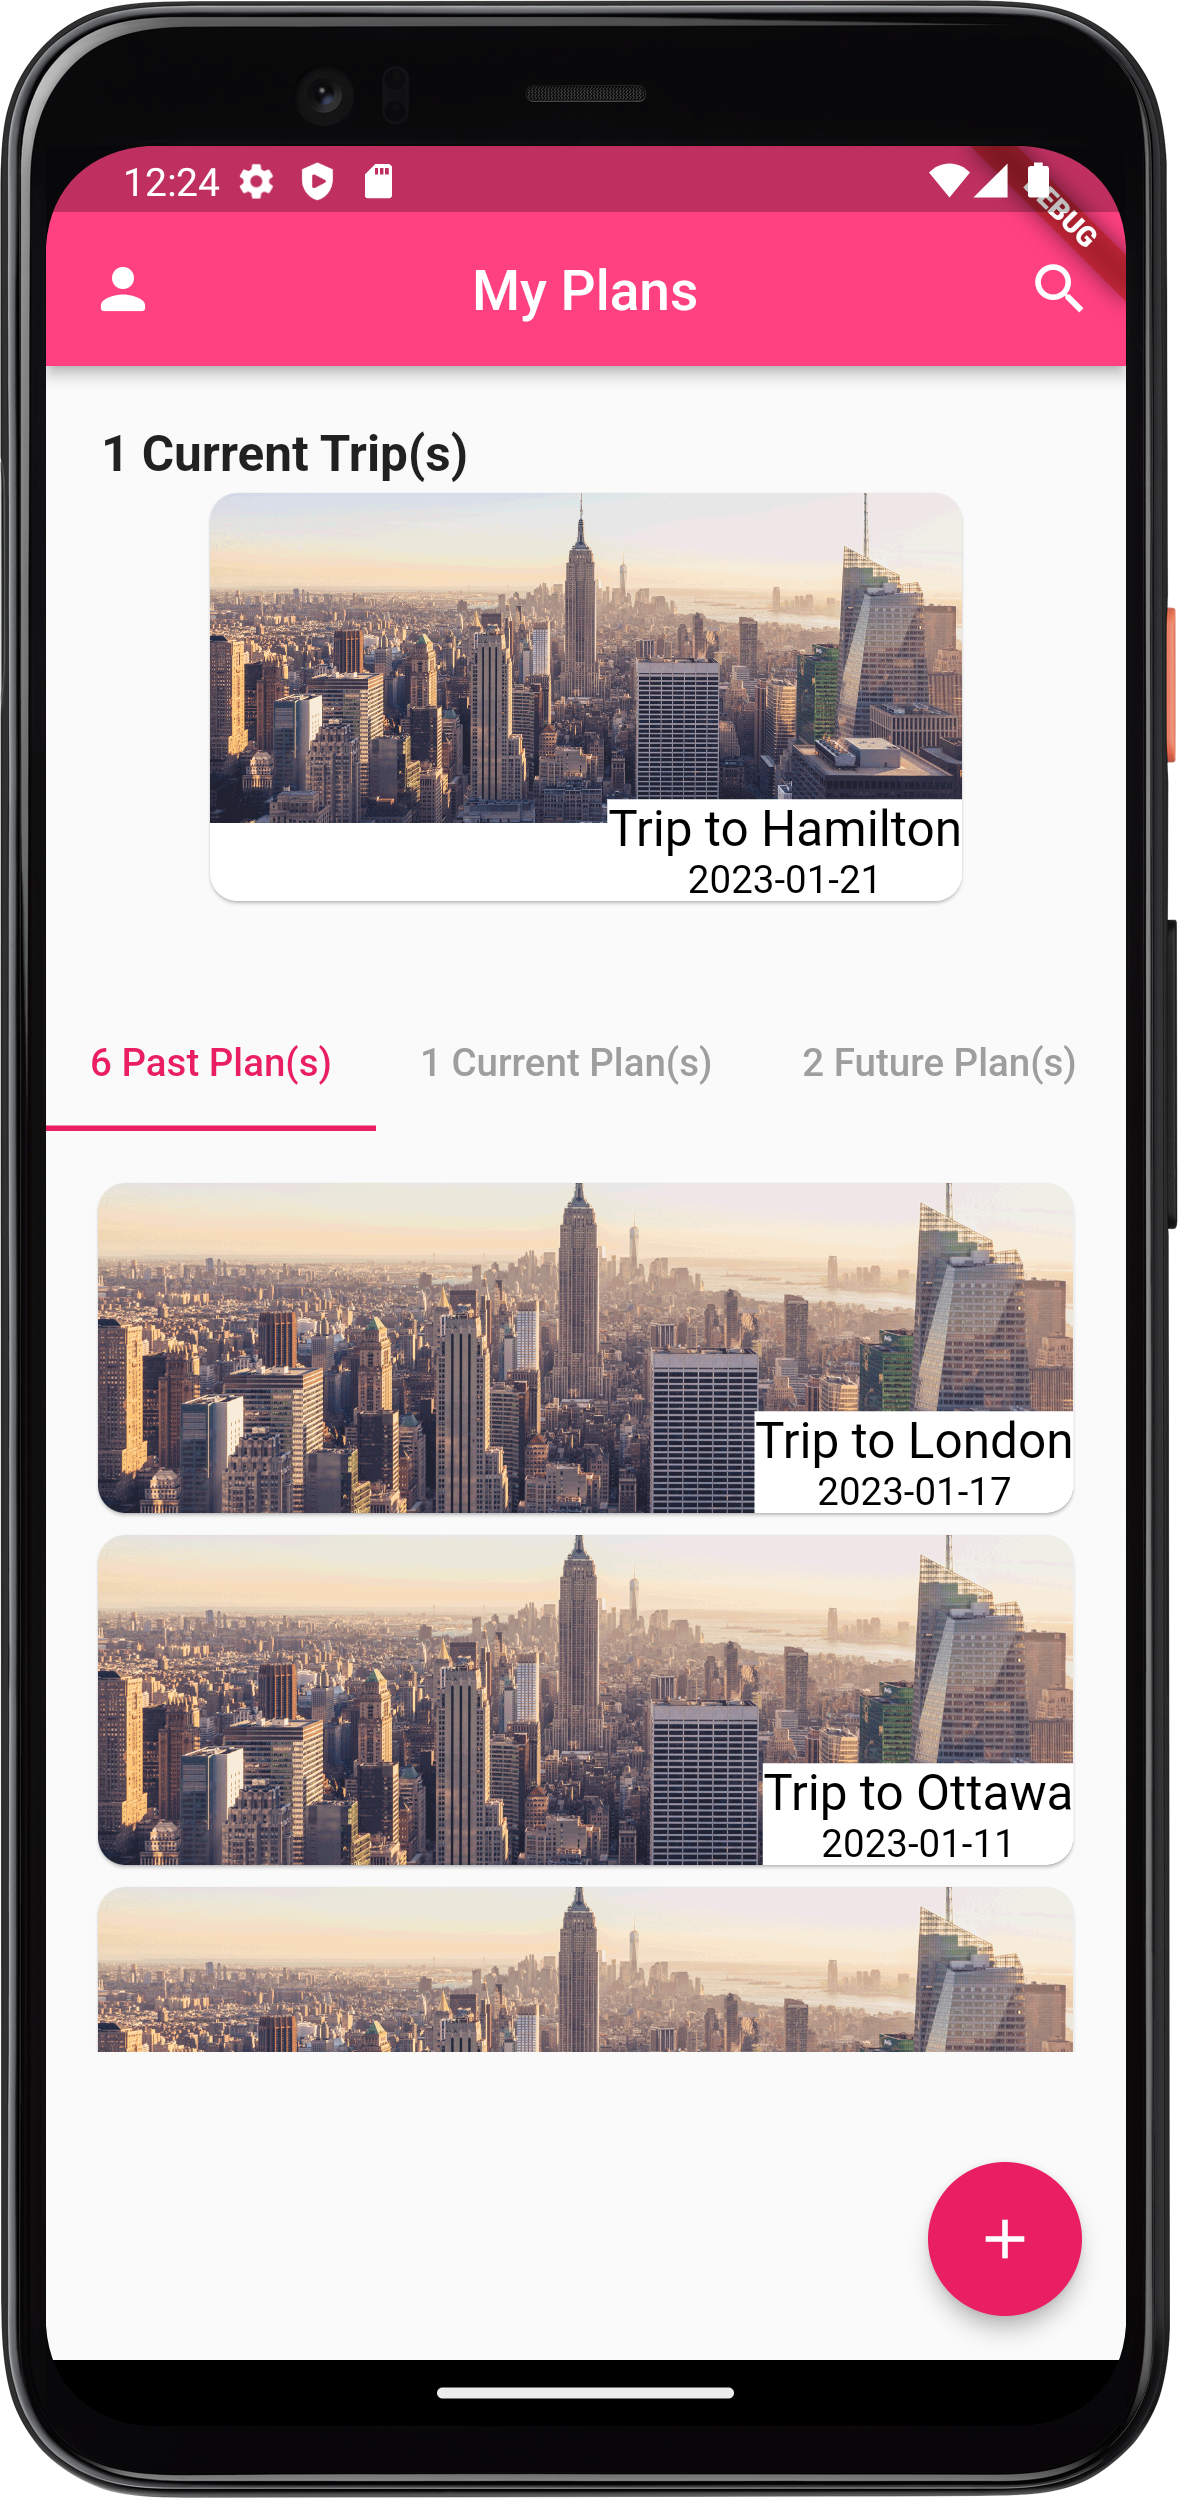 12:24
DEBUG
My Plans
1 Current Trip(s)
Trip to Hamilton
2023-01-21
6 Past Plan(s)
1 Current Plan(s)
2 Future Plan(s)
Trip to London
2023-01-17
Trip to Ottawa
2023-01-11